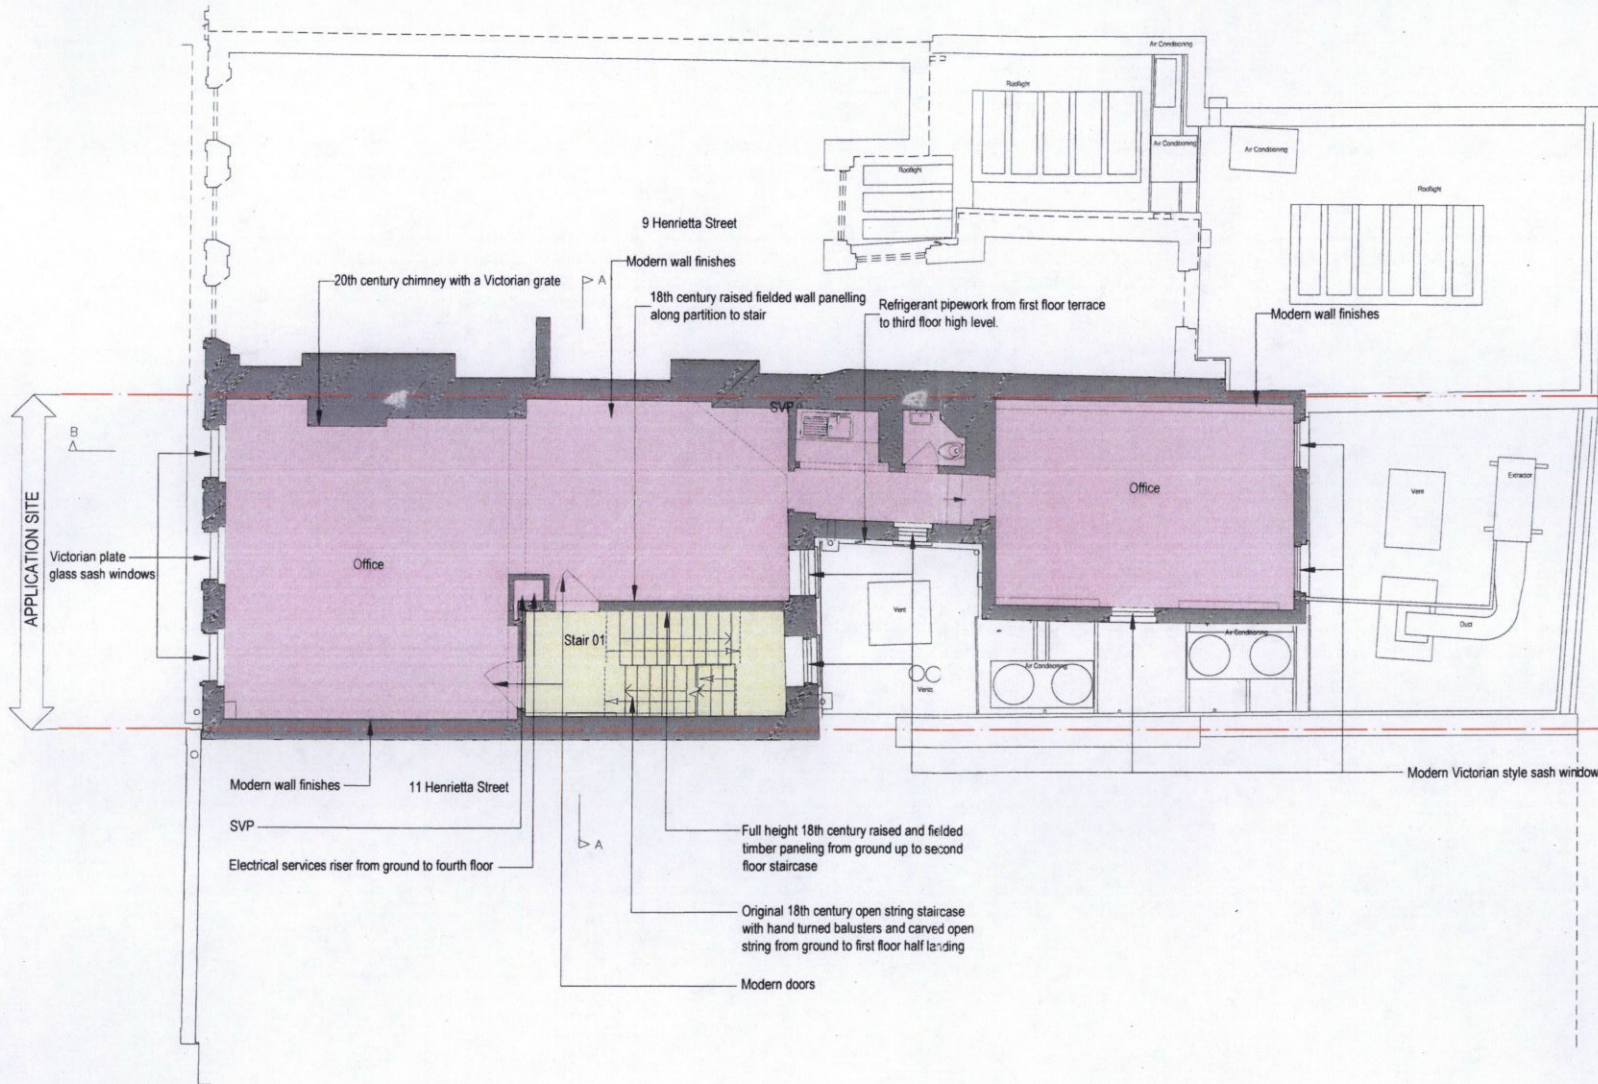 Air Conditioning
Rooflight
Air Conditioning
Air Conditioning
Rooflight
Rooflight
9 Henrietta Street
Modern wall finishes
20th century chimney with a Victorian grate
A
18th century raised fielded wall panelling
along partition to stair
Refrigerant pipework from first floor terrace
to third floor high level.
Modern wall finishes
SVP
B
APPLICATION SITE
Victorian plate
glass sash windows
Office
Office
Vent
Extractor
Duct
Stair 01
Vent
Vents
Air Conditioning
Air Conditioning
Modern wall finishes
11 Henrietta Street
Modern Victorian style sash window
SVP
Electrical services riser from ground to fourth floor
A
Full height 18th century raised and fielded
timber paneling from ground up to second
floor staircase
Original 18th century open string staircase
with hand turned balusters and carved open
string from ground to first floor half landing
Modern doors